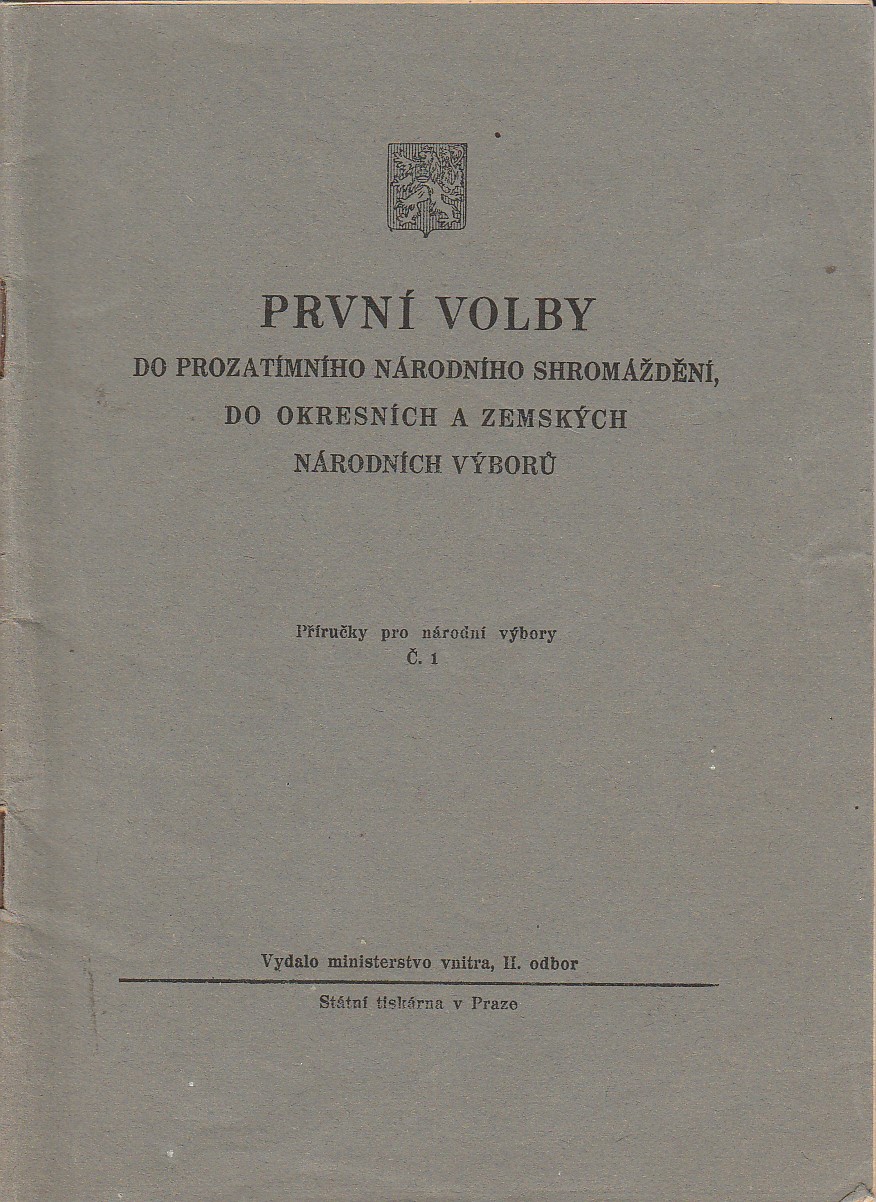 PRVNÍ VOLBY
DO PROZATÍMNÍHO NÁRODNÍHO SHROMÁŽDĚNÍ,
DO OKRESNÍCH A ZEMSKÝCH
NÁRODNÍCH VÝBORŮ
Příručky pro národní výbory
Č. 1
Vydalo ministerstvo vnitra, II. odbor
Státní tiskárna v Praze